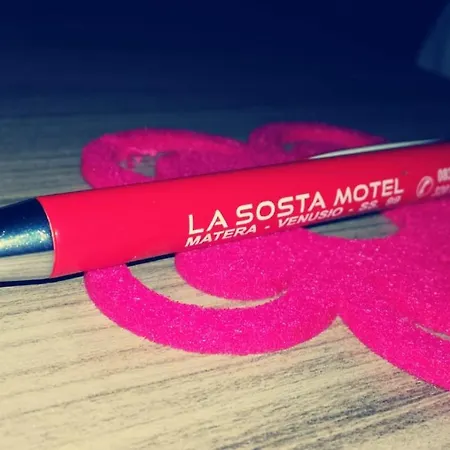 LA SOSTA MOTEL
MATERA - VENUSIO - SS. 99